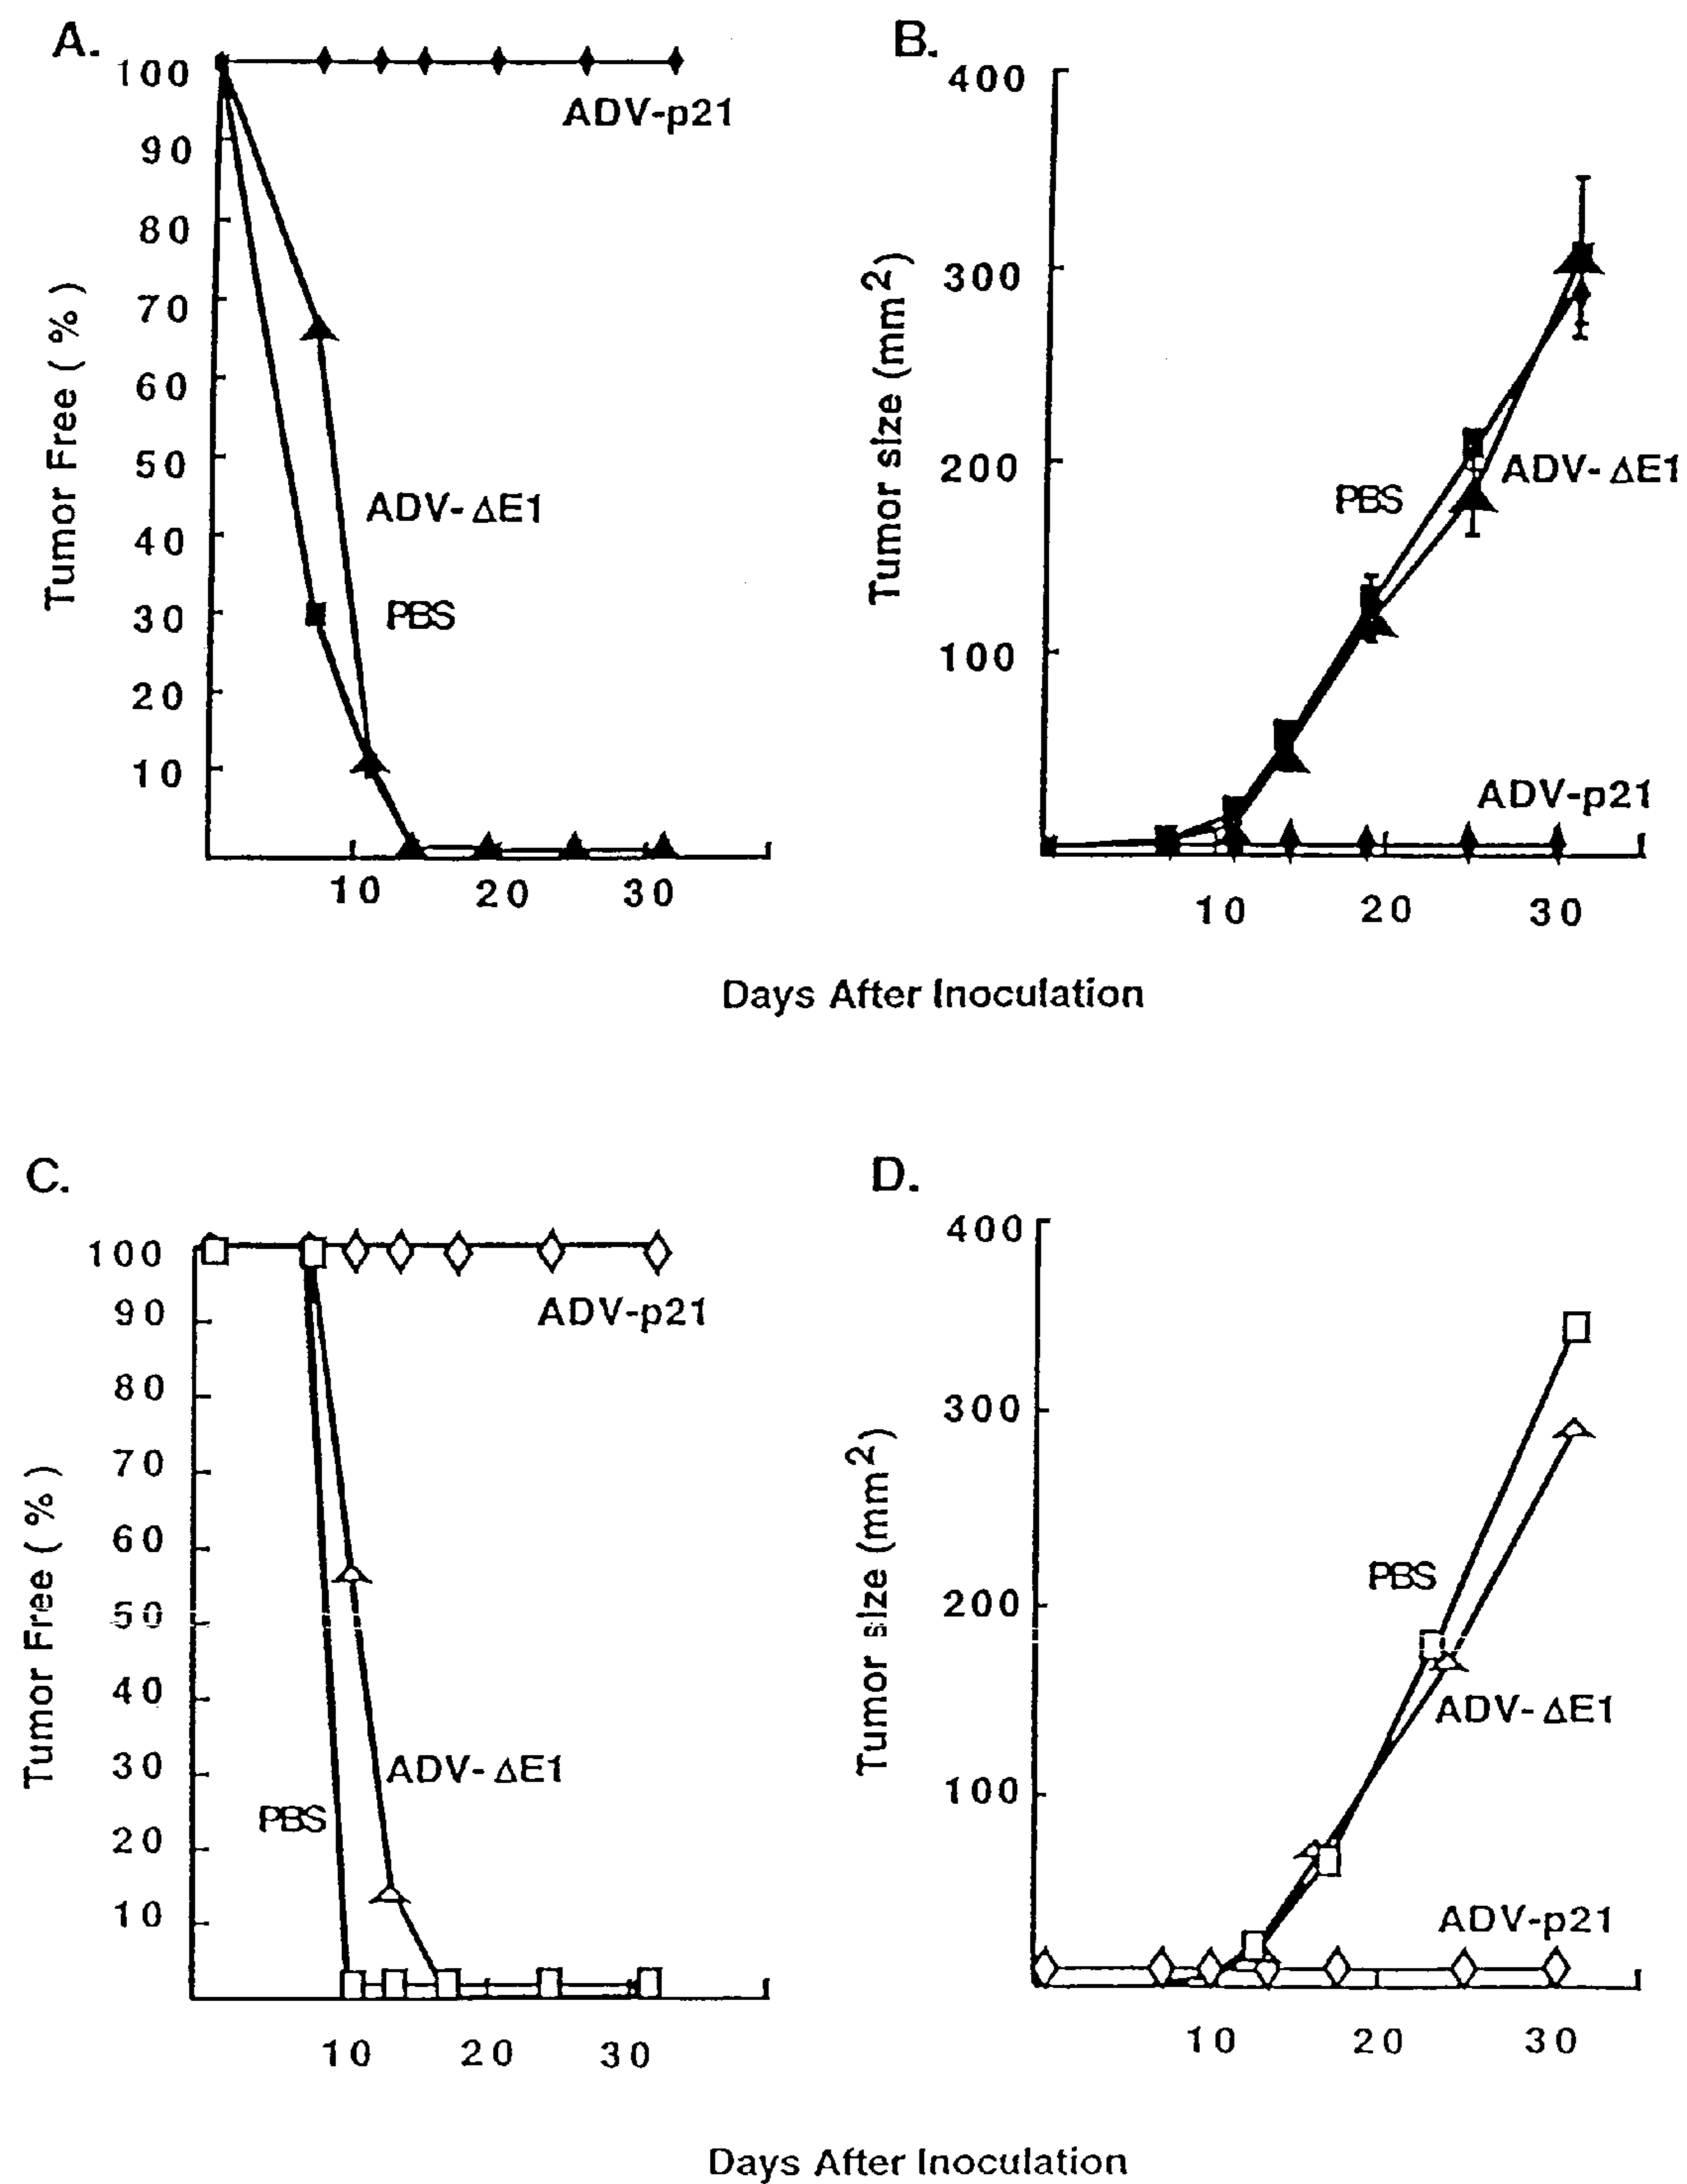 A.
100
90
80
70
60
50
40
30
20
10
Tumor Free ( % )
ADV-p21
ADV- ΔE1
PBS
10 20 30
B.
400
300
200
100
Tumor size (mm²)
PBS
ADV- ΔE1
ADV-p21
10 20 30
Days After Inoculation
C.
100
90
80
70
60
50
40
30
20
10
Tumor Free ( % )
ADV-p21
ADV- ΔE1
PBS
10 20 30
D.
400
300
200
100
Tumor size (mm²)
PBS
ADV- ΔE1
ADV-p21
10 20 30
Days After Inoculation